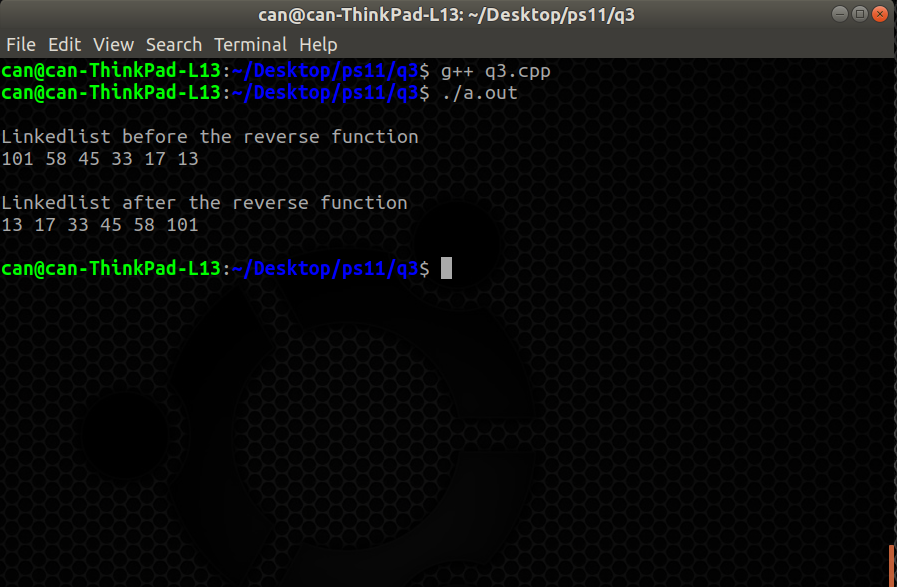 can@can-ThinkPad-L13: ~/Desktop/ps11/q3
File Edit View Search Terminal Help
can@can-ThinkPad-L13:~/Desktop/ps11/q3$ g++ q3.cpp
can@can-ThinkPad-L13:~/Desktop/ps11/q3$ ./a.out
Linkedlist before the reverse function
101 58 45 33 17 13
Linkedlist after the reverse function
13 17 33 45 58 101
can@can-ThinkPad-L13:~/Desktop/ps11/q3$